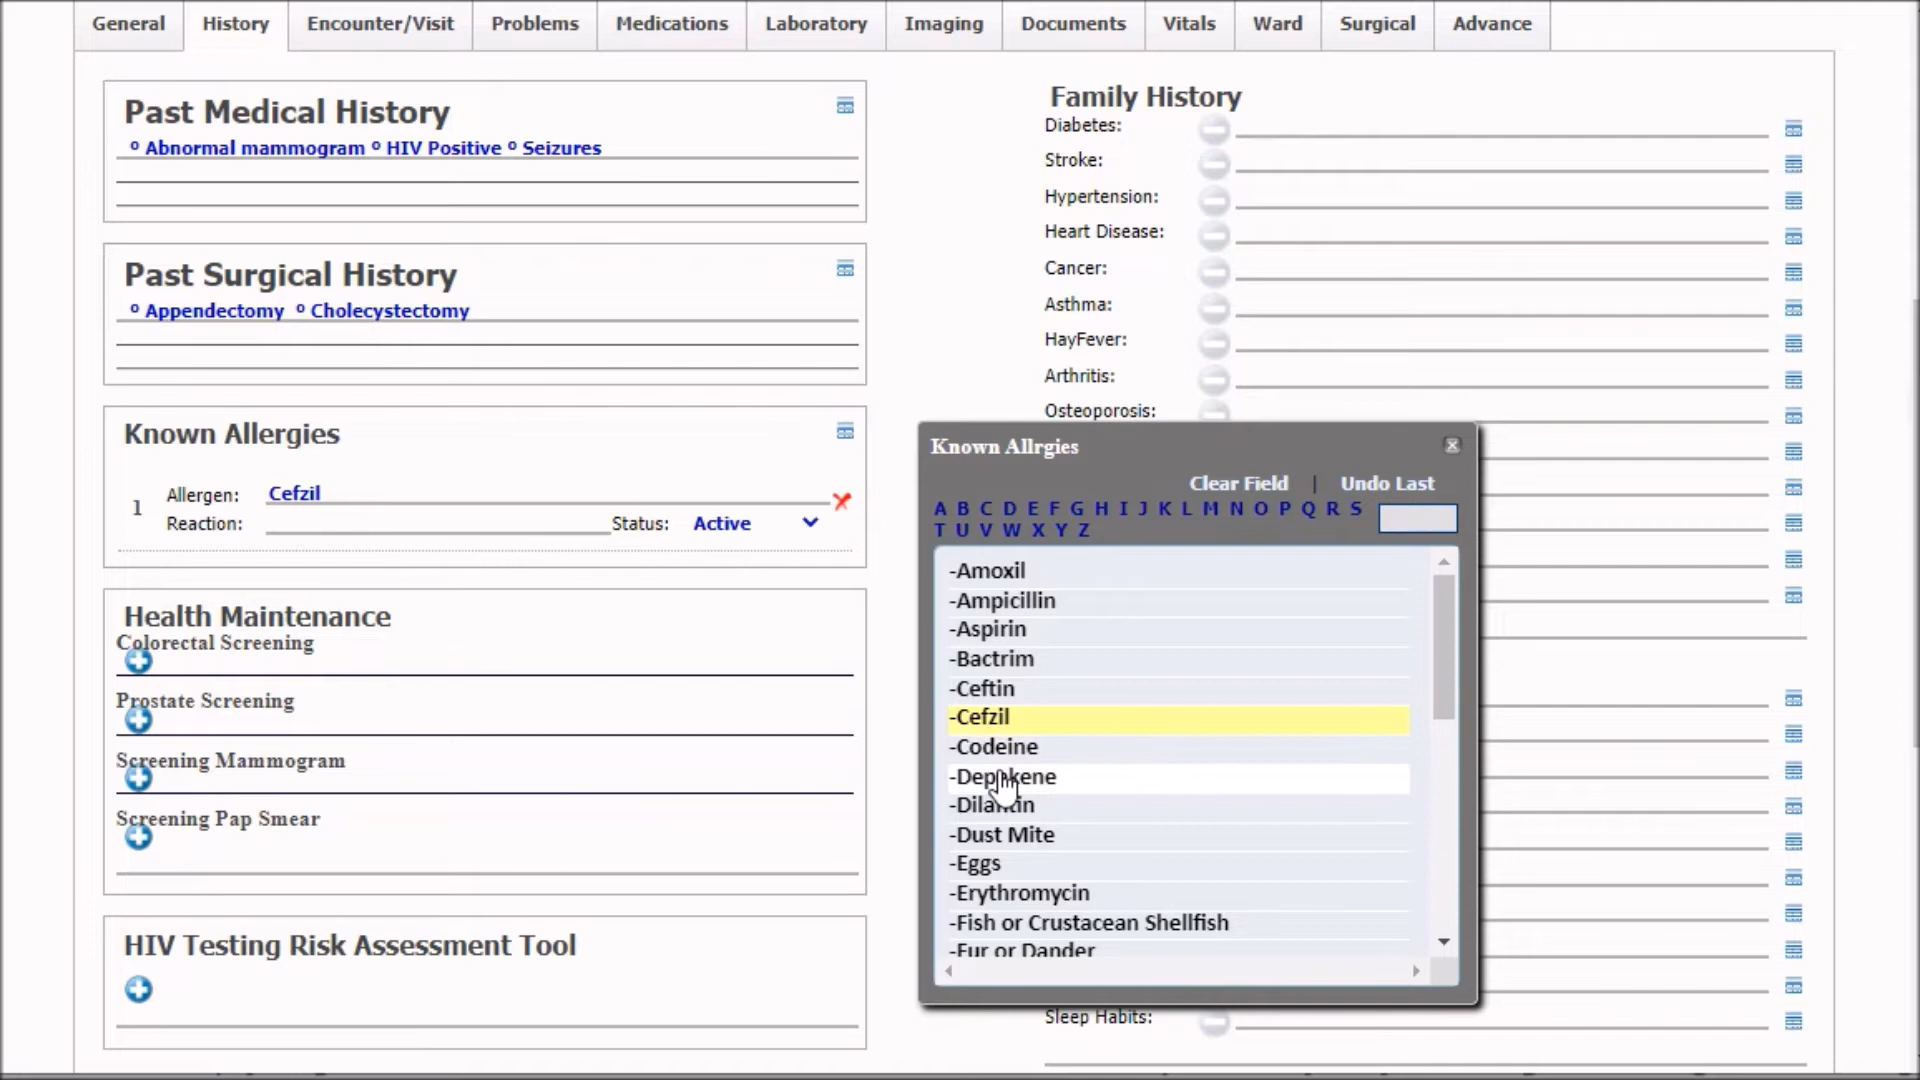 General History Encounter/Visit Problems Medications Laboratory Imaging Documents Vitals Ward Surgical Advance
Past Medical History
º Abnormal mammogram º HIV Positive º Seizures
Past Surgical History
º Appendectomy º Cholecystectomy
Known Allergies
1
Allergen: Cefzil
Reaction: Status: Active
Health Maintenance
Colorectal Screening
Prostate Screening
Screening Mammogram
Screening Pap Smear
HIV Testing Risk Assessment Tool
Family History
Diabetes:
Stroke:
Hypertension:
Heart Disease:
Cancer:
Asthma:
HayFever:
Arthritis:
Osteoporosis:
Known Allrgies
Clear Field | Undo Last
A B C D E F G H I J K L M N O P Q R S
T U V W X Y Z
-Amoxil
-Ampicillin
-Aspirin
-Bactrim
-Ceftin
-Cefzil
-Codeine
-Depakene
-Dilantin
-Dust Mite
-Eggs
-Erythromycin
-Fish or Crustacean Shellfish
-Fur or Dander
Sleep Habits: